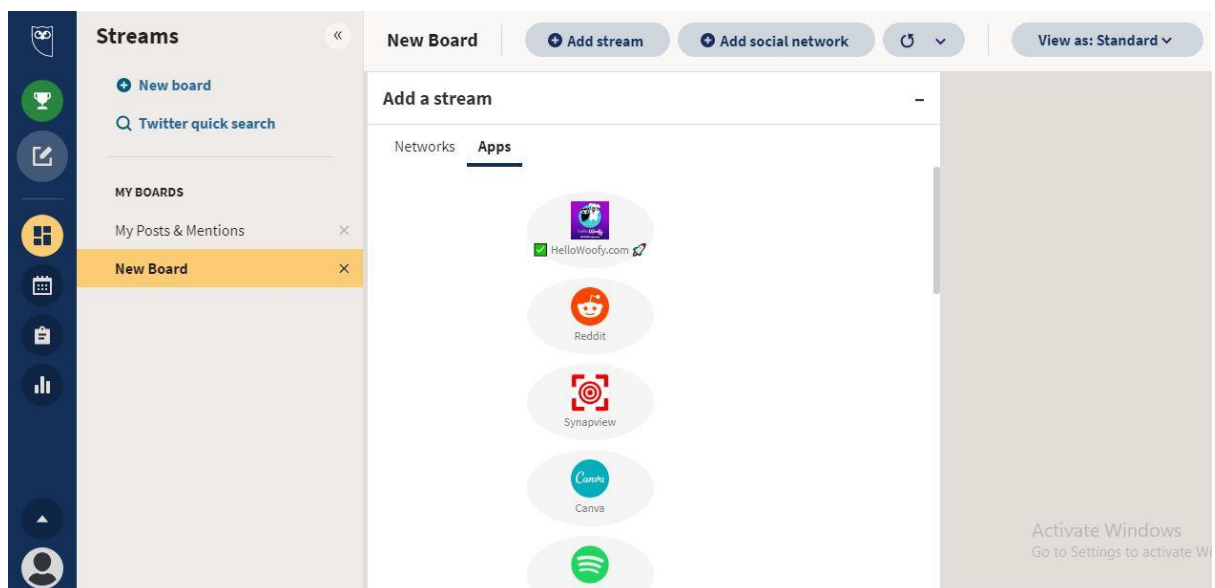 Streams
«
New board
Twitter quick search
MY BOARDS
My Posts & Mentions
New Board
New Board
Add stream
Add social network
View as: Standard
Add a stream
Networks Apps
✅ HelloWoofy.com 🚀
Reddit
Synapview
Canva
Canva
Activate Windows
Go to Settings to activate Wi